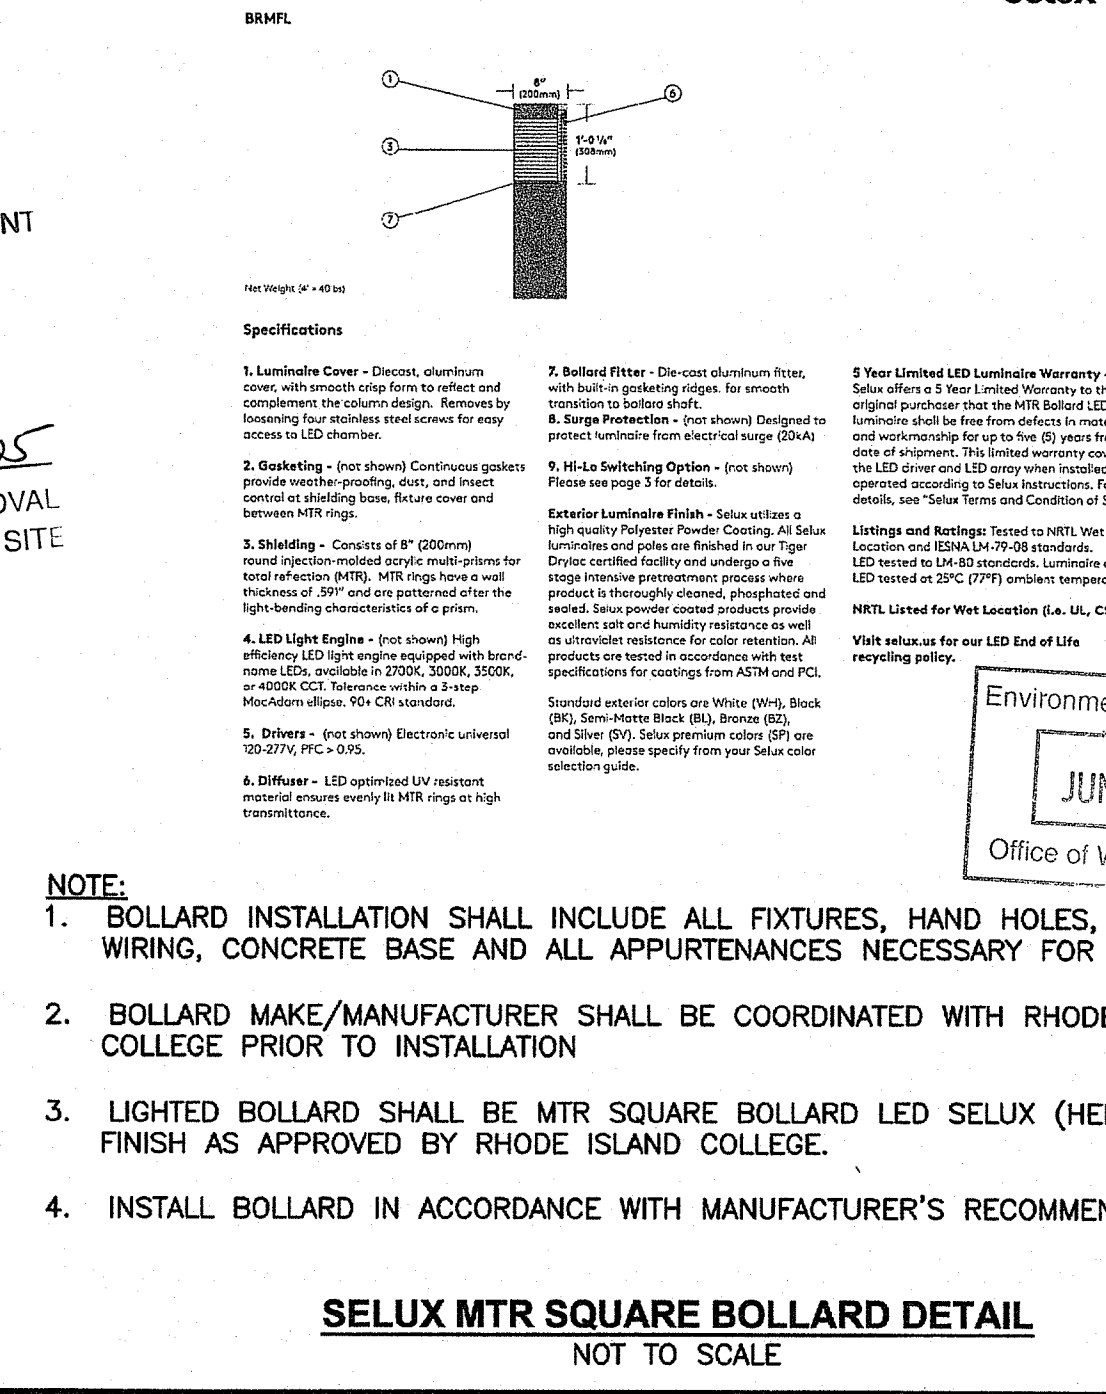 BRMFL
1
8"
(200mm)
6
3
1'-0 1/8"
(308mm)
7
NT
Net Weight (4' = 40 lbs)
Specifications
1. Luminaire Cover - Diecast, aluminum
cover, with smooth crisp form to reflect and
complement the column design. Removes by
loosening four stainless steel screws for easy
access to LED chamber.
2. Gasketing - (not shown) Continuous gaskets
provide weather-proofing, dust, and insect
control at shielding base, fixture cover and
between MTR rings.
3. Shielding - Consists of 8" (200mm)
round injection-molded acrylic multi-prisms for
total refection (MTR). MTR rings have a wall
thickness of .591" and are patterned after the
light-bending characteristics of a prism.
4. LED Light Engine - (not shown) High
efficiency LED light engine equipped with brand-
name LEDs, available in 2700K, 3000K, 3500K,
or 4000K CCT. Tolerance within a 3-step
MacAdam ellipse. 90+ CRI standard.
5. Drivers - (not shown) Electronic universal
120-277V, PFC > 0.95.
6. Diffuser - LED optimized UV resistant
material ensures evenly lit MTR rings at high
transmittance.
7. Bollard Fitter - Die-cast aluminum fitter,
with built-in gasketing ridges. for smooth
transition to bollard shaft.
8. Surge Protection - (not shown) Designed to
protect luminaire from electrical surge (20kA)
9. Hi-Lo Switching Option - (not shown)
Please see page 3 for details.
Exterior Luminaire Finish - Selux utilizes a
high quality Polyester Powder Coating. All Selux
luminaires and poles are finished in our Tiger
Drylac certified facility and undergo a five
stage intensive pretreatment process where
product is thoroughly cleaned, phosphated and
sealed. Selux powder coated products provide
excellent salt and humidity resistance as well
as ultraviolet resistance for color retention. All
products are tested in accordance with test
specifications for coatings from ASTM and PCI.
Standard exterior colors are White (WH), Black
(BK), Semi-Matte Black (BL), Bronze (BZ),
and Silver (SV). Selux premium colors (SP) are
available, please specify from your Selux color
selection guide.
5 Year Limited LED Luminaire Warranty -
Selux offers a 5 Year Limited Warranty to th
original purchaser that the MTR Bollard LED
luminaire shall be free from defects in mate
and workmanship for up to five (5) years fr
date of shipment. This limited warranty cov
the LED driver and LED array when installed
operated according to Selux instructions. F
details, see "Selux Terms and Condition of S
Listings and Ratings: Tested to NRTL Wet
Location and IESNA LM-79-08 standards.
LED tested to LM-80 standards. Luminaire
LED tested at 25°C (77°F) ambient tempera
NRTL Listed for Wet Location (i.e. UL, C
Visit selux.us for our LED End of Life
recycling policy.
25
OVAL
SITE
Environme
JUN
Office of W
NOTE:
1. BOLLARD INSTALLATION SHALL INCLUDE ALL FIXTURES, HAND HOLES,
WIRING, CONCRETE BASE AND ALL APPURTENANCES NECESSARY FOR
2. BOLLARD MAKE/MANUFACTURER SHALL BE COORDINATED WITH RHODE
COLLEGE PRIOR TO INSTALLATION
3. LIGHTED BOLLARD SHALL BE MTR SQUARE BOLLARD LED SELUX (HEI
FINISH AS APPROVED BY RHODE ISLAND COLLEGE.
4. INSTALL BOLLARD IN ACCORDANCE WITH MANUFACTURER'S RECOMMEN
SELUX MTR SQUARE BOLLARD DETAIL
NOT TO SCALE